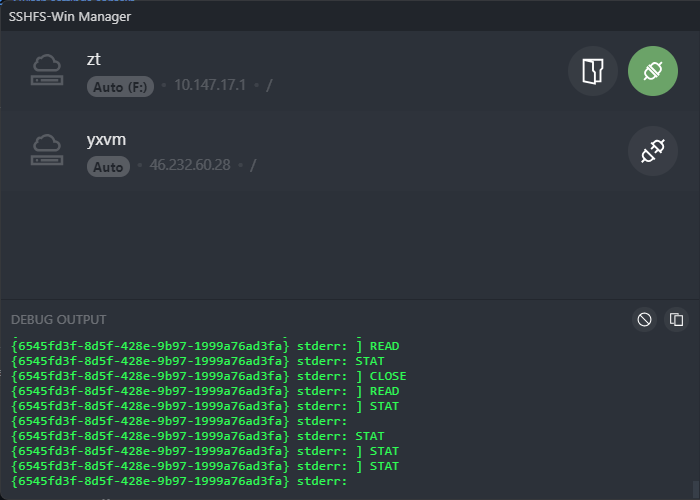 SSHFS-Win Manager
zt
Auto (F:) • 10.147.17.1 • /
yxvm
Auto • 46.232.60.28 • /
DEBUG OUTPUT
{6545fd3f-8d5f-428e-9b97-1999a76ad3fa} stderr: ] READ
{6545fd3f-8d5f-428e-9b97-1999a76ad3fa} stderr: STAT
{6545fd3f-8d5f-428e-9b97-1999a76ad3fa} stderr: ] CLOSE
{6545fd3f-8d5f-428e-9b97-1999a76ad3fa} stderr: ] READ
{6545fd3f-8d5f-428e-9b97-1999a76ad3fa} stderr: ] STAT
{6545fd3f-8d5f-428e-9b97-1999a76ad3fa} stderr:
{6545fd3f-8d5f-428e-9b97-1999a76ad3fa} stderr: STAT
{6545fd3f-8d5f-428e-9b97-1999a76ad3fa} stderr: ] STAT
{6545fd3f-8d5f-428e-9b97-1999a76ad3fa} stderr: ] STAT
{6545fd3f-8d5f-428e-9b97-1999a76ad3fa} stderr: